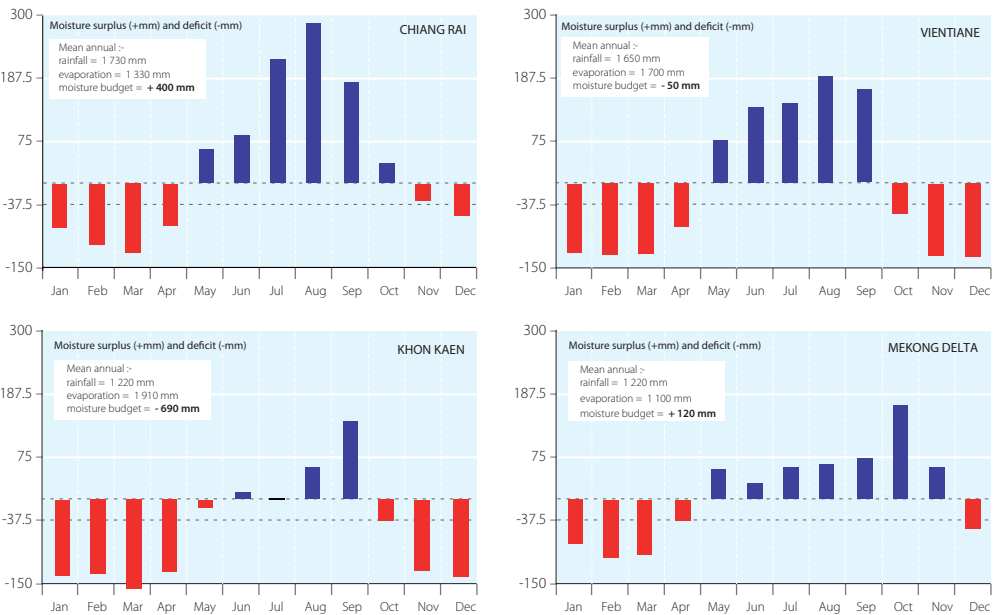 300
187.5
75
-37.5
-150
Moisture surplus (+mm) and deficit (-mm)
CHIANG RAI
Mean annual :-
rainfall = 1 730 mm
evaporation = 1 330 mm
moisture budget = + 400 mm
Jan Feb Mar Apr May Jun Jul Aug Sep Oct Nov Dec
300
187.5
75
-37.5
-150
Moisture surplus (+mm) and deficit (-mm)
VIENTIANE
Mean annual :-
rainfall = 1 650 mm
evaporation = 1 700 mm
moisture budget = - 50 mm
Jan Feb Mar Apr May Jun Jul Aug Sep Oct Nov Dec
300
187.5
75
-37.5
-150
Moisture surplus (+mm) and deficit (-mm)
KHON KAEN
Mean annual :-
rainfall = 1 220 mm
evaporation = 1 910 mm
moisture budget = - 690 mm
Jan Feb Mar Apr May Jun Jul Aug Sep Oct Nov Dec
300
187.5
75
-37.5
-150
Moisture surplus (+mm) and deficit (-mm)
MEKONG DELTA
Mean annual :-
rainfall = 1 220 mm
evaporation = 1 100 mm
moisture budget = + 120 mm
Jan Feb Mar Apr May Jun Jul Aug Sep Oct Nov Dec